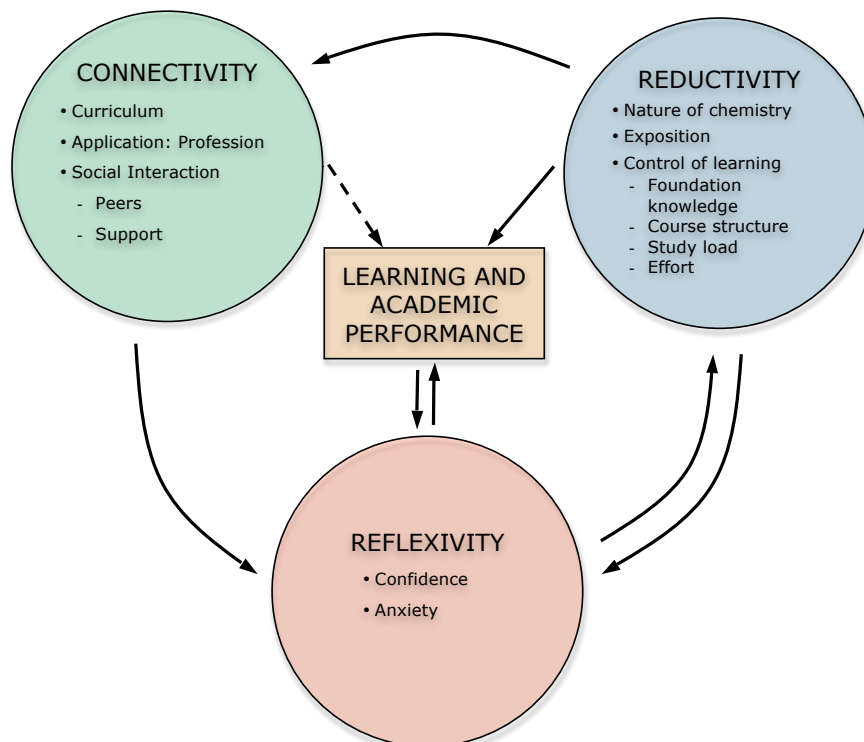 CONNECTIVITY
• Curriculum
• Application: Profession
• Social Interaction
- Peers
- Support
REDUCTIVITY
• Nature of chemistry
• Exposition
• Control of learning
- Foundation
knowledge
- Course structure
- Study load
- Effort
LEARNING AND
ACADEMIC
PERFORMANCE
REFLEXIVITY
• Confidence
• Anxiety